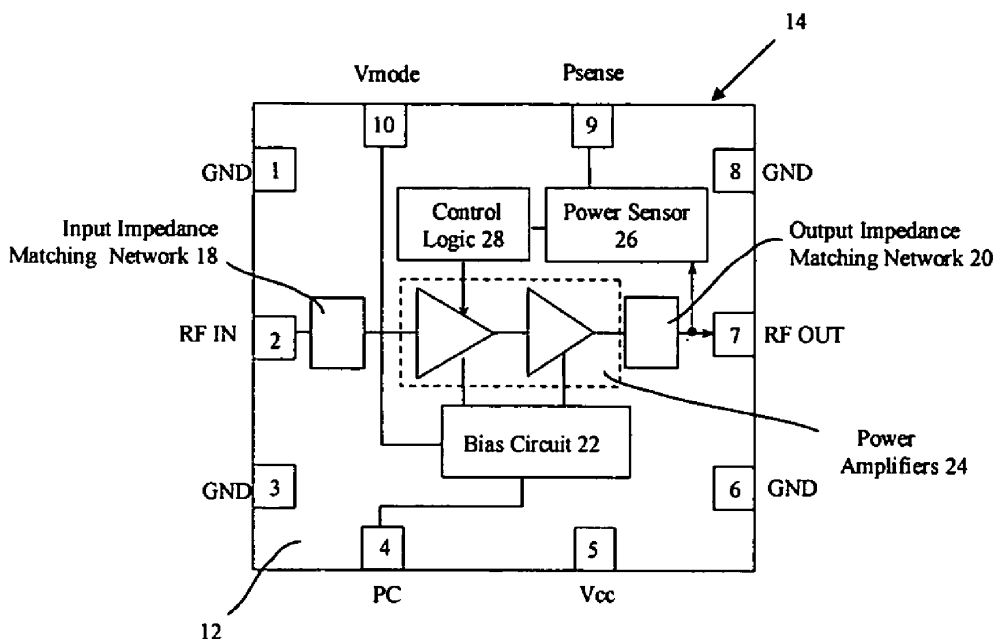 14
Vmode
Psense
10
9
GND
1
8
GND
Control
Logic 28
Power Sensor
26
Input Impedance
Matching Network 18
Output Impedance
Matching Network 20
RF IN
2
7
RF OUT
Bias Circuit 22
Power
Amplifiers 24
GND
3
6
GND
4
5
PC
Vcc
12